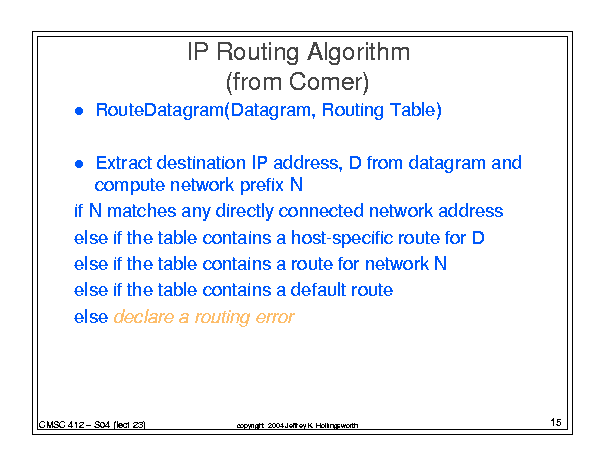 IP Routing Algorithm
(from Comer)
● RouteDatagram(Datagram, Routing Table)
● Extract destination IP address, D from datagram and
compute network prefix N
if N matches any directly connected network address
else if the table contains a host-specific route for D
else if the table contains a route for network N
else if the table contains a default route
else declare a routing error
CMSC 412 – S04 (lect 23)
copyright 2004 Jeffrey K. Hollingsworth
15